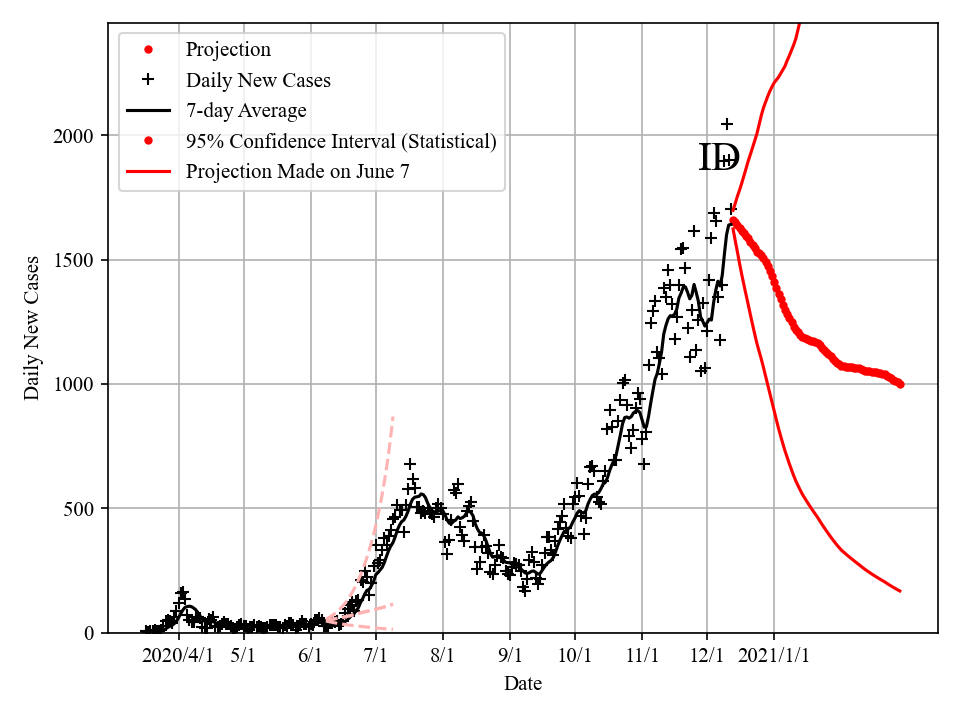 Projection
Daily New Cases
7-day Average
95% Confidence Interval (Statistical)
Projection Made on June 7
ID
2000
1500
1000
500
0
Daily New Cases
2020/4/1 5/1 6/1 7/1 8/1 9/1 10/1 11/1 12/1 2021/1/1
Date